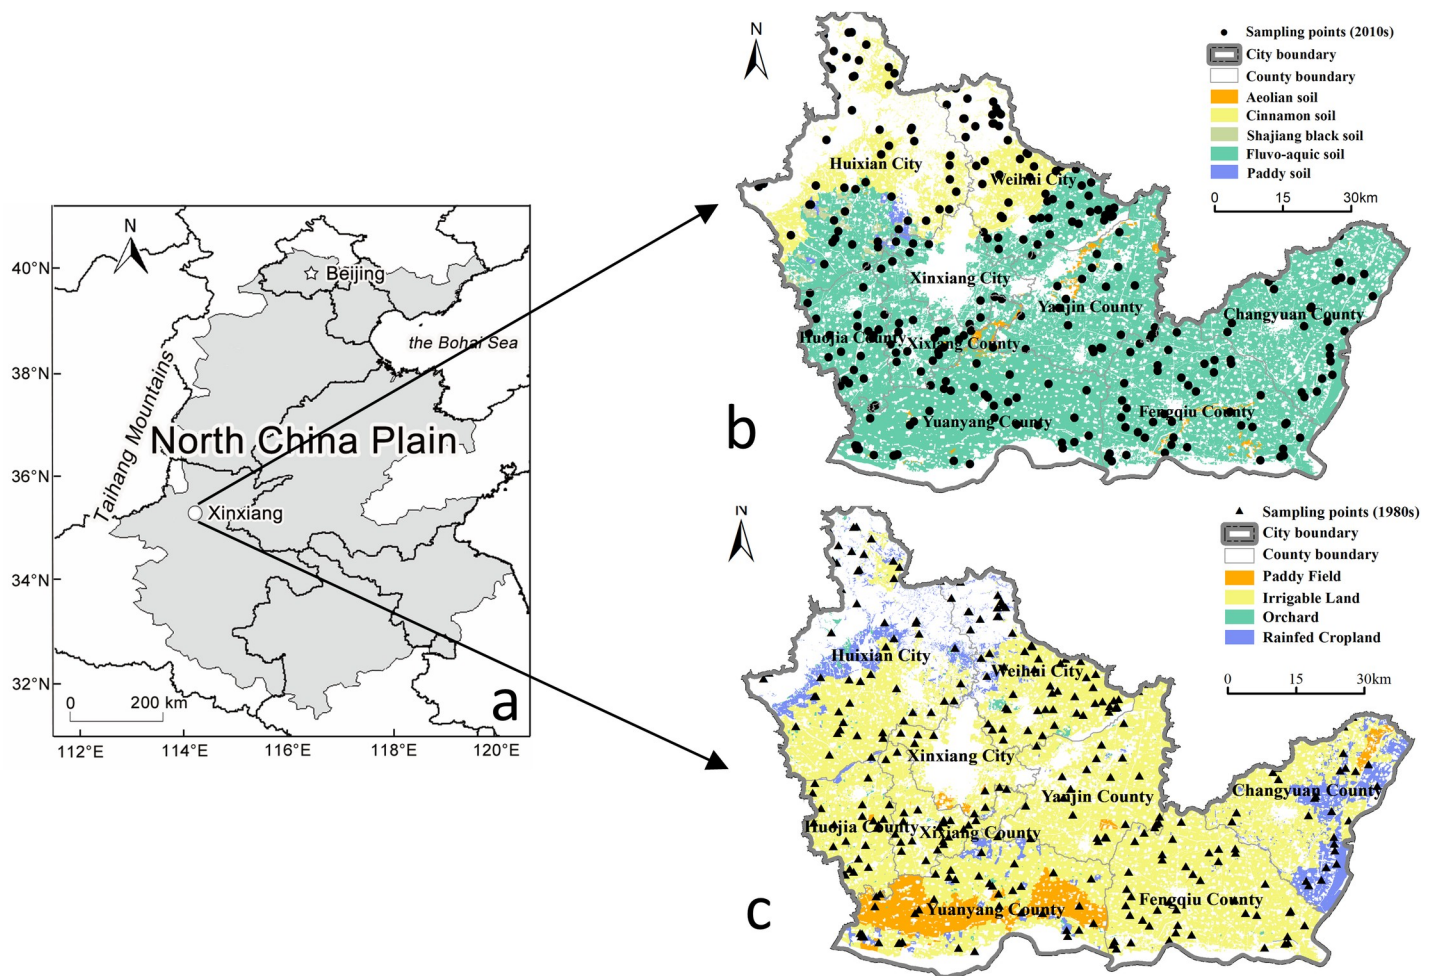 N
40°N
38°N
36°N
34°N
32°N
Beijing
the Bohai Sea
Taihang Mountains
North China Plain
Xinxiang
0 200 km
a
112°E 114°E 116°E 118°E 120°E
N
Sampling points (2010s)
City boundary
County boundary
Aeolian soil
Cinnamon soil
Shajiang black soil
Fluvo-aquic soil
Paddy soil
0 15 30km
Huixian City
Weihui City
Xinxiang City
Yanjin County
Changyuan County
Huojia County
Xixiang County
Fengqiu County
Yuanyang County
b
N
Sampling points (1980s)
City boundary
County boundary
Paddy Field
Irrigable Land
Orchard
Rainfed Cropland
0 15 30km
Huixian City
Weihui City
Xinxiang City
Yanjin County
Changyuan County
Huojia County
Xixiang County
Fengqiu County
Yuanyang County
c